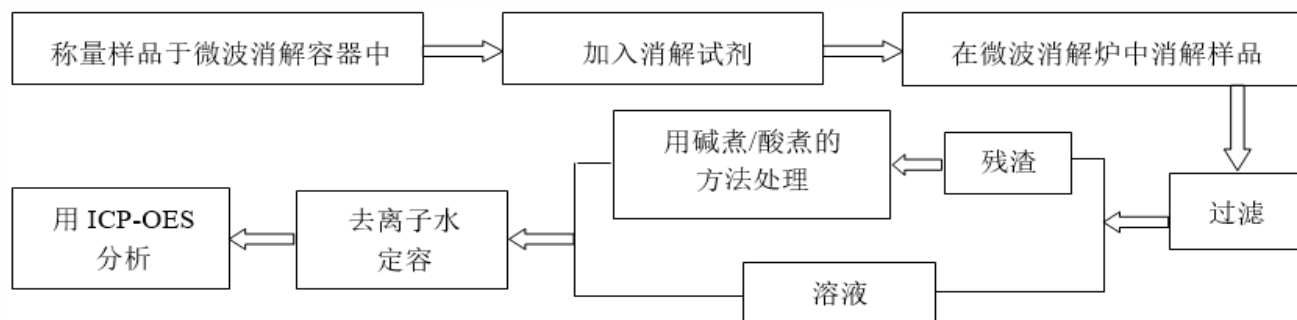 称量样品于微波消解容器中
加入消解试剂
在微波消解炉中消解样品
过滤
残渣
用碱煮/酸煮的
方法处理
溶液
去离子水
定容
用 ICP-OES
分析